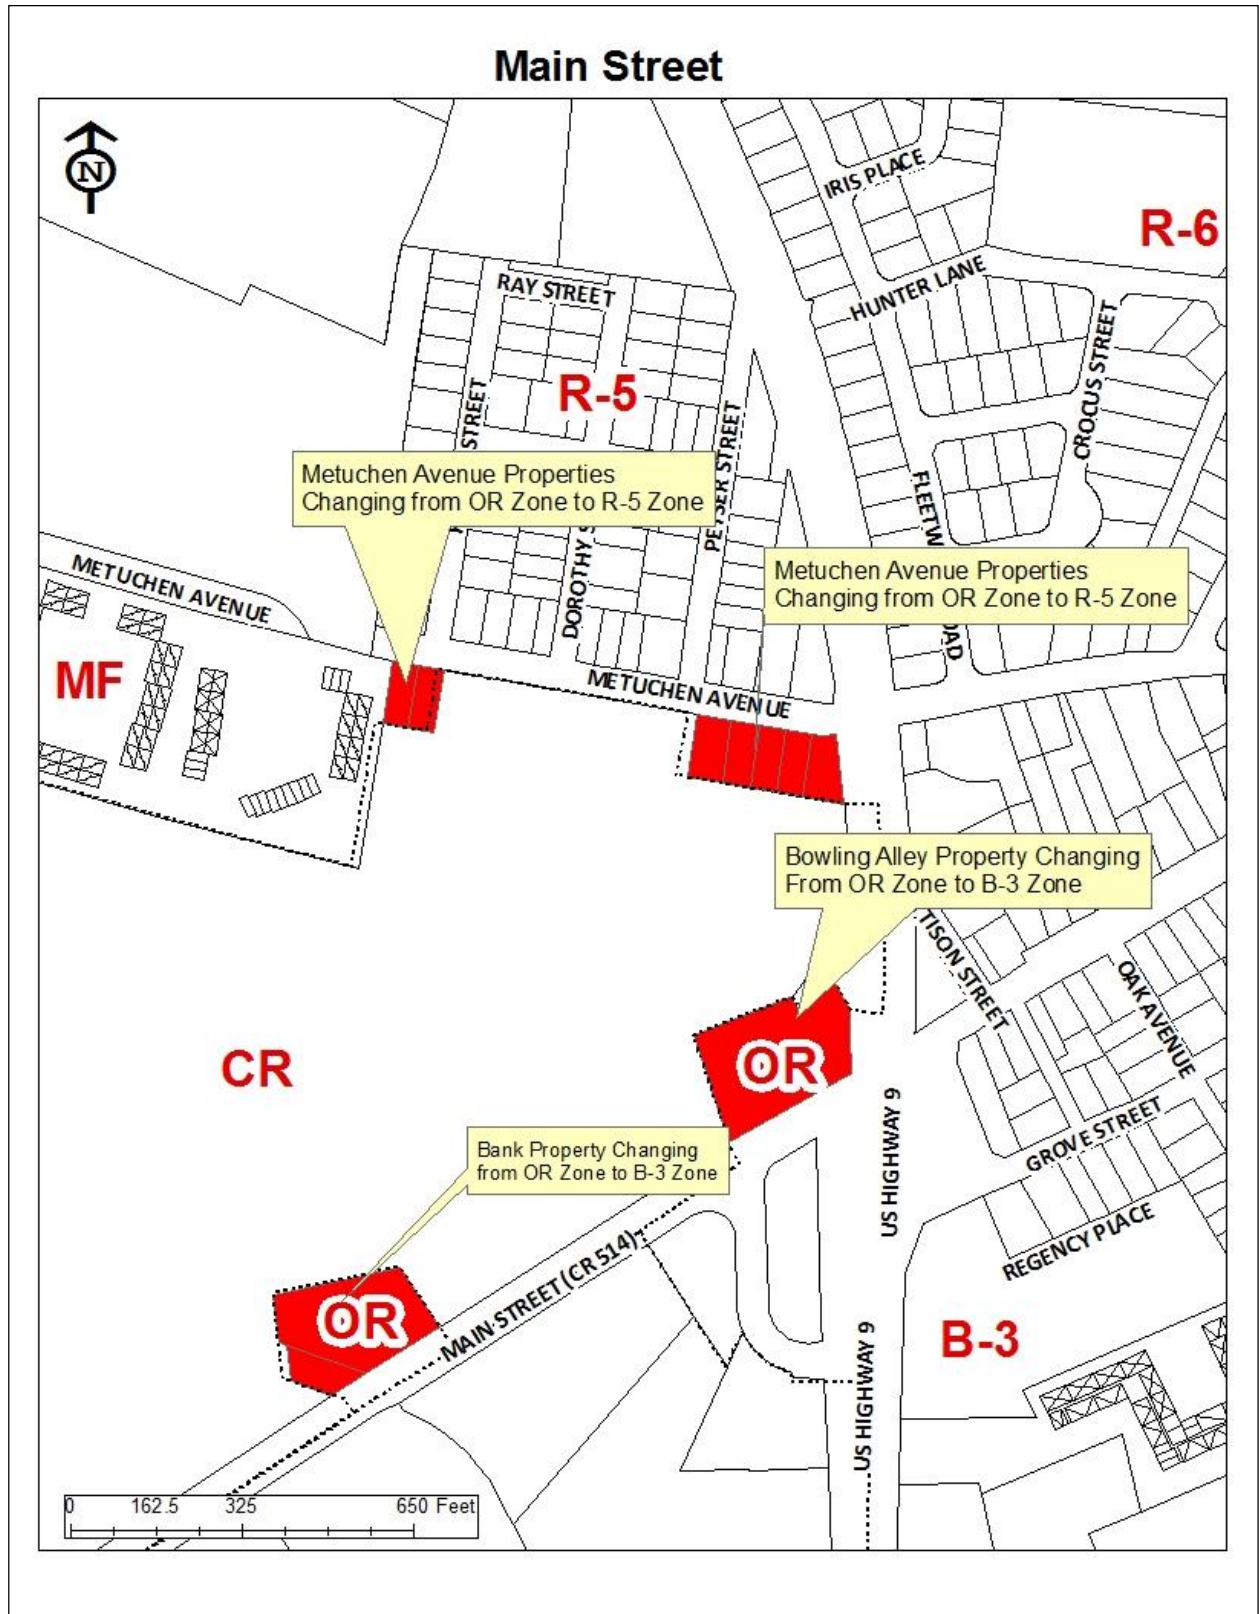 Main Street
N
IRIS PLACE
R-6
HUNTER LANE
RAY STREET
CROCUS STREET
R-5
STREET
PEYSER STREET
Metuchen Avenue Properties
Changing from OR Zone to R-5 Zone
DOROTHY S
FLEETW
OAD
METUCHEN AVENUE
Metuchen Avenue Properties
Changing from OR Zone to R-5 Zone
MF
METUCHEN AVENUE
Bowling Alley Property Changing
From OR Zone to B-3 Zone
TISON STREET
OAK AVENUE
CR
OR
US HIGHWAY 9
GROVE STREET
Bank Property Changing
from OR Zone to B-3 Zone
REGENCY PLACE
MAIN STREET (CR 514)
OR
US HIGHWAY 9
B-3
0 162.5 325 650 Feet